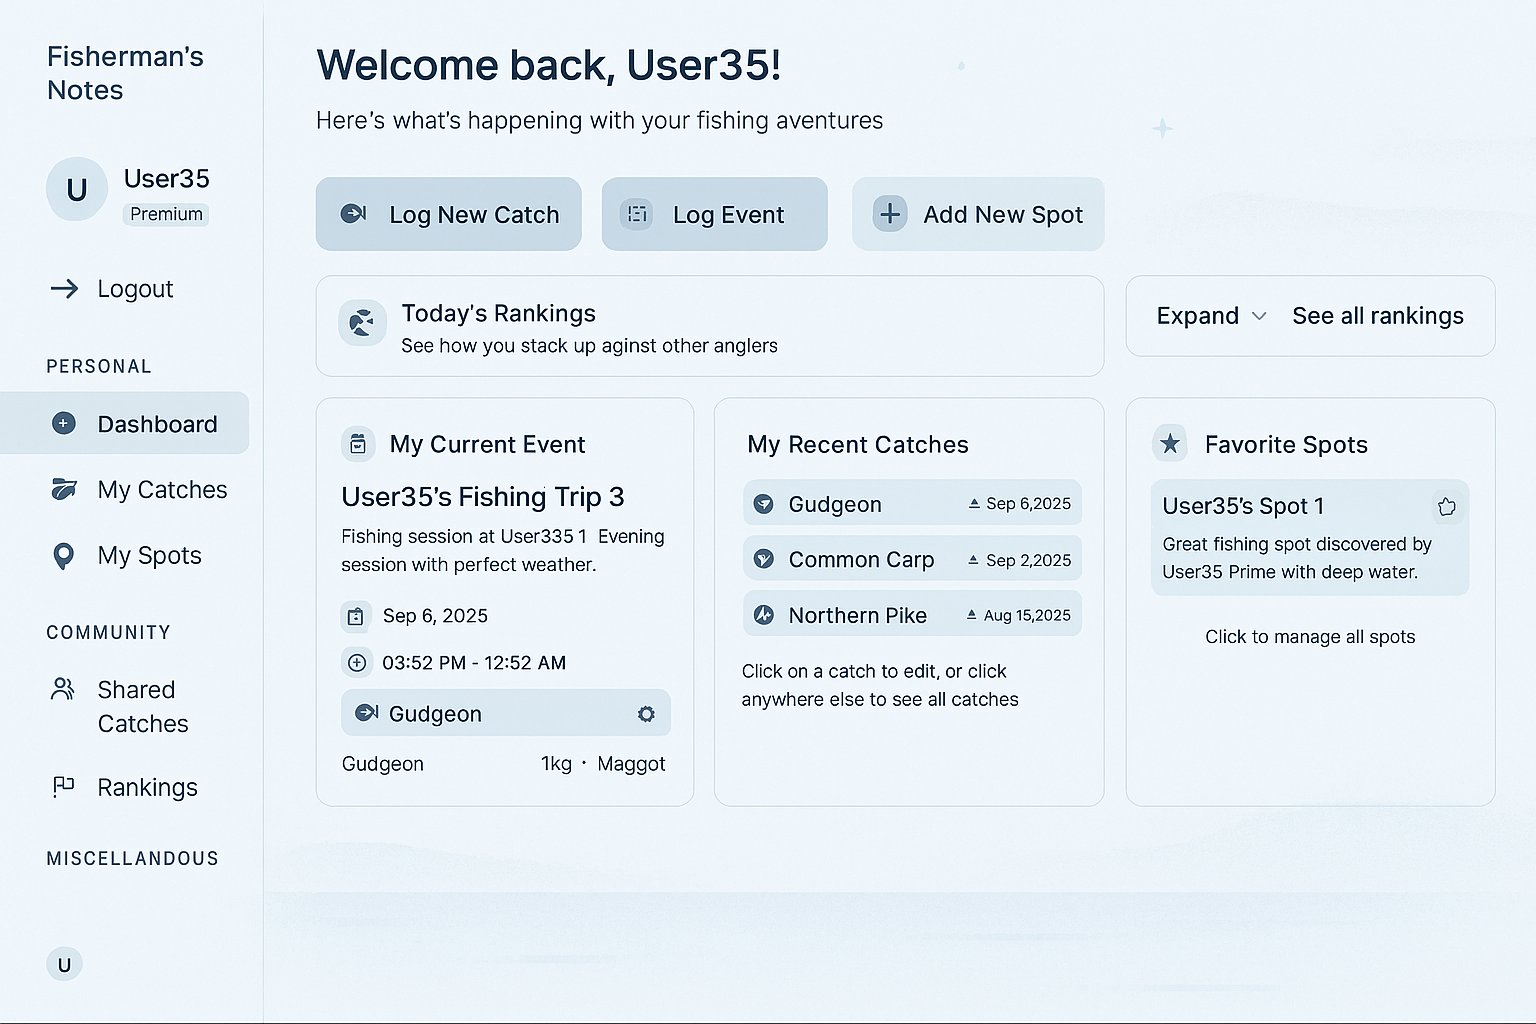 Fisherman's
Notes
U
User35
Premium
Logout
PERSONAL
Dashboard
My Catches
My Spots
COMMUNITY
Shared
Catches
Rankings
MISCELLANDOUS
U
Welcome back, User35!
Here's what's happening with your fishing aventures
Log New Catch
Log Event
Add New Spot
Today's Rankings
See how you stack up aginst other anglers
Expand
See all rankings
My Current Event
User35's Fishing Trip 3
Fishing session at User335 1 Evening
session with perfect weather.
Sep 6, 2025
03:52 PM - 12:52 AM
Gudgeon
Gudgeon 1kg · Maggot
My Recent Catches
Gudgeon Sep 6,2025
Common Carp Sep 2,2025
Northern Pike Aug 15,2025
Click on a catch to edit, or click
anywhere else to see all catches
Favorite Spots
User35's Spot 1
Great fishing spot discovered by
User35 Prime with deep water.
Click to manage all spots